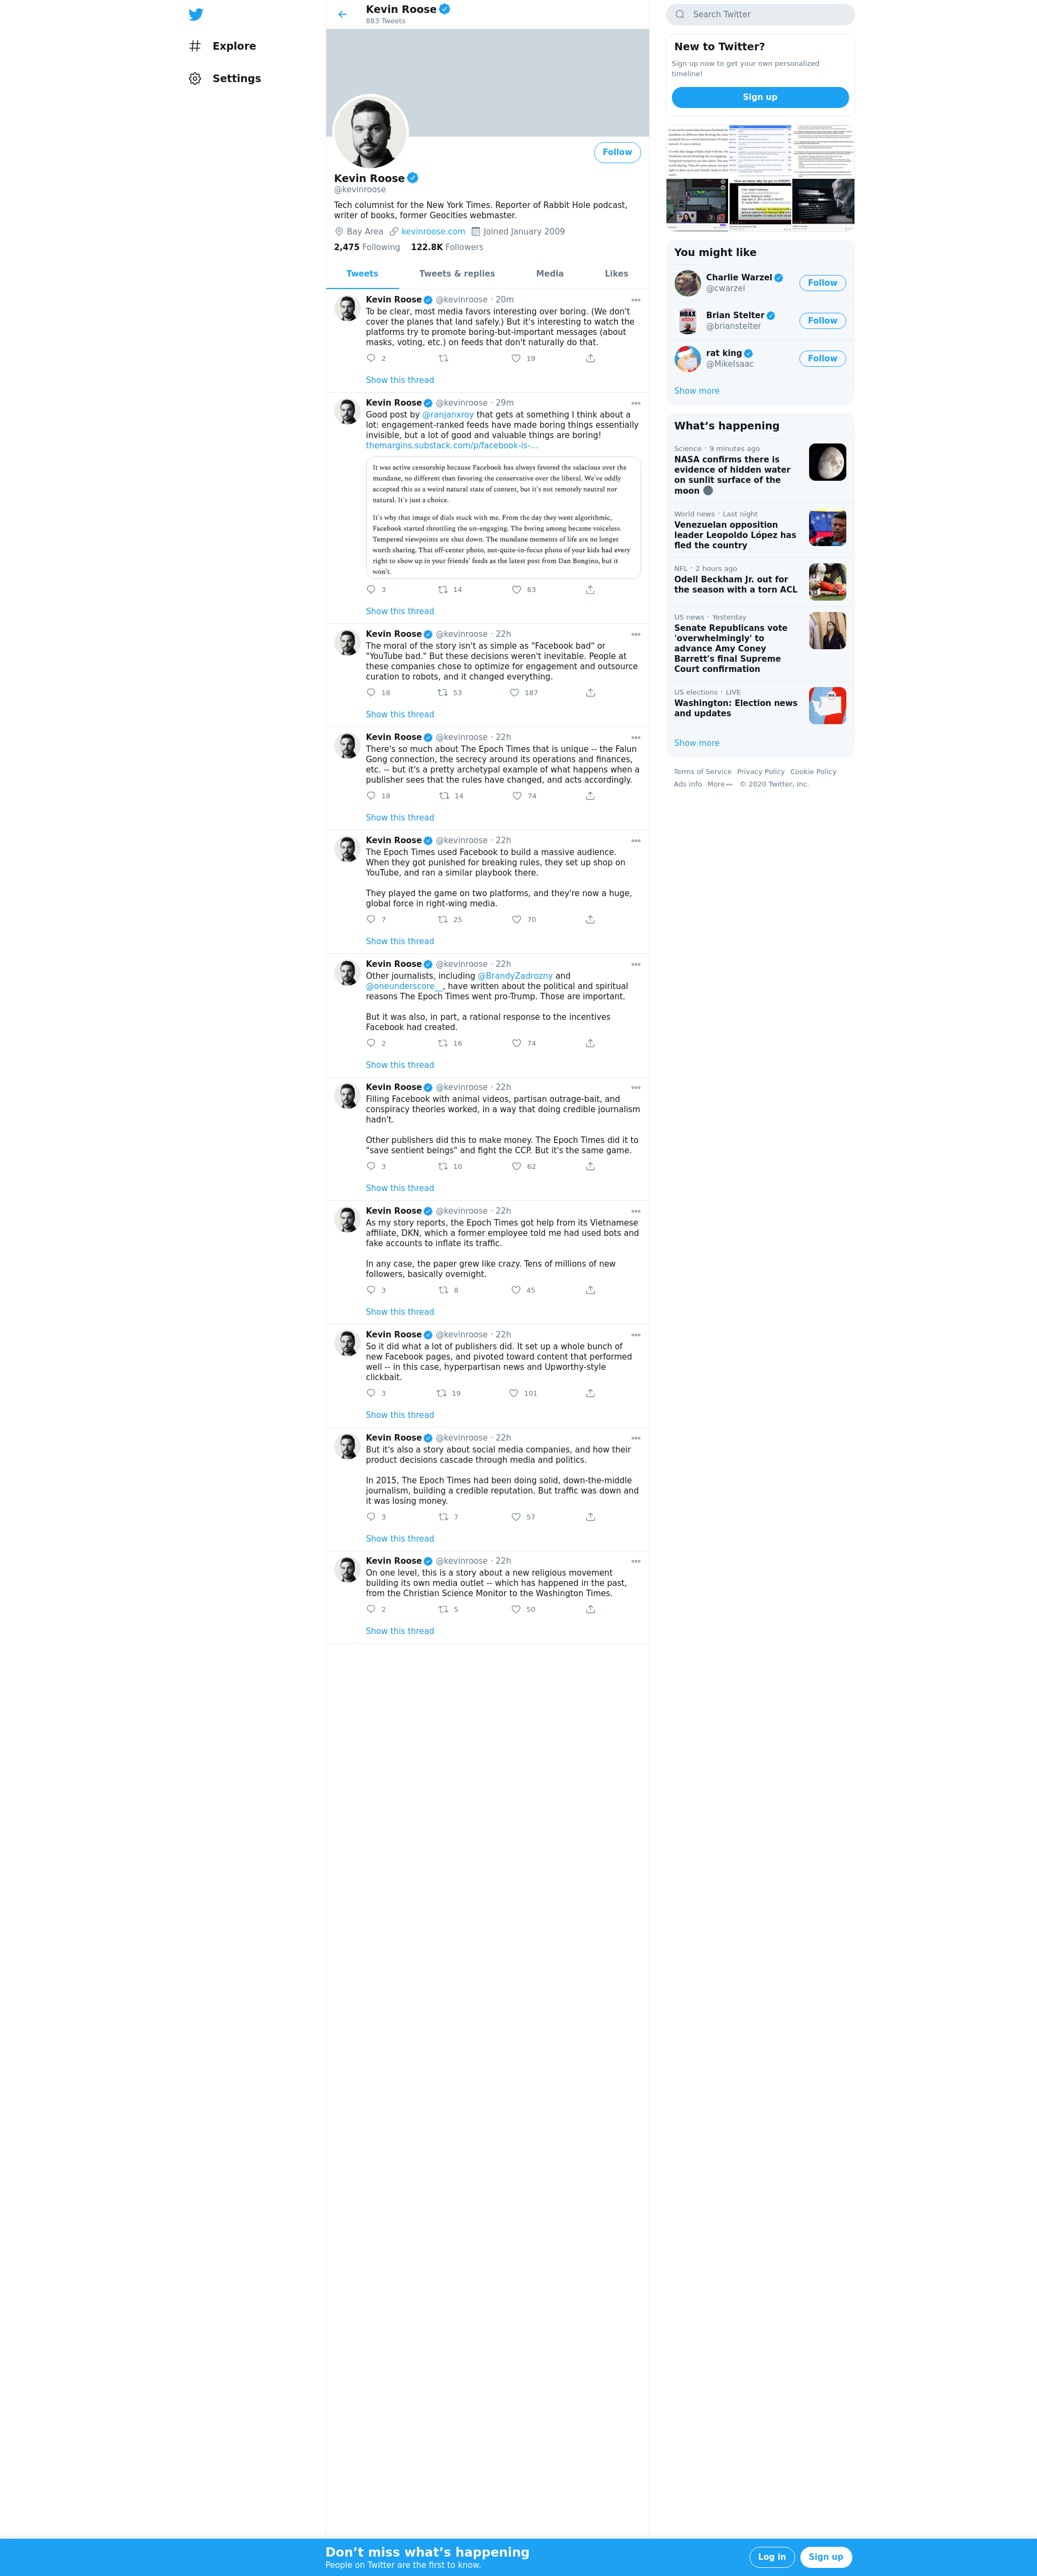 Explore
Settings
Kevin Roose
883 Tweets
Follow
Kevin Roose
@kevinroose
Tech columnist for the New York Times. Reporter of Rabbit Hole podcast,
writer of books, former Geocities webmaster.
Bay Area kevinroose.com Joined January 2009
2,475 Following 122.8K Followers
Tweets Tweets & replies Media Likes
Kevin Roose @kevinroose · 20m
To be clear, most media favors interesting over boring. (We don't
cover the planes that land safely.) But it's interesting to watch the
platforms try to promote boring-but-important messages (about
masks, voting, etc.) on feeds that don't naturally do that.
2 19
Show this thread
Kevin Roose @kevinroose · 29m
Good post by @ranjanxroy that gets at something I think about a
lot: engagement-ranked feeds have made boring things essentially
invisible, but a lot of good and valuable things are boring!
themargins.substack.com/p/facebook-is-…
It was active censorship because Facebook has always favored the salacious over the
mundane, no different than favoring the conservative over the liberal. We've oddly
accepted this as a weird natural state of content, but it's not remotely neutral nor
natural. It's just a choice.
It's why that image of dials stuck with me. From the day they went algorithmic,
Facebook started throttling the un-engaging. The boring among became voiceless.
Tempered viewpoints are shut down. The mundane moments of life are no longer
worth sharing. That off-center photo, not-quite-in-focus photo of your kids had every
right to show up in your friends' feeds as the latest post from Dan Bongino, but it
won't.
3 14 63
Show this thread
Kevin Roose @kevinroose · 22h
The moral of the story isn't as simple as "Facebook bad" or
"YouTube bad." But these decisions weren't inevitable. People at
these companies chose to optimize for engagement and outsource
curation to robots, and it changed everything.
18 53 187
Show this thread
Kevin Roose @kevinroose · 22h
There's so much about The Epoch Times that is unique -- the Falun
Gong connection, the secrecy around its operations and finances,
etc. -- but it's a pretty archetypal example of what happens when a
publisher sees that the rules have changed, and acts accordingly.
18 14 74
Show this thread
Kevin Roose @kevinroose · 22h
The Epoch Times used Facebook to build a massive audience.
When they got punished for breaking rules, they set up shop on
YouTube, and ran a similar playbook there.
They played the game on two platforms, and they're now a huge,
global force in right-wing media.
7 25 70
Show this thread
Kevin Roose @kevinroose · 22h
Other journalists, including @BrandyZadrozny and
@oneunderscore__, have written about the political and spiritual
reasons The Epoch Times went pro-Trump. Those are important.
But it was also, in part, a rational response to the incentives
Facebook had created.
2 16 74
Show this thread
Kevin Roose @kevinroose · 22h
Filling Facebook with animal videos, partisan outrage-bait, and
conspiracy theories worked, in a way that doing credible journalism
hadn't.
Other publishers did this to make money. The Epoch Times did it to
"save sentient beings" and fight the CCP. But it's the same game.
3 10 62
Show this thread
Kevin Roose @kevinroose · 22h
As my story reports, the Epoch Times got help from its Vietnamese
affiliate, DKN, which a former employee told me had used bots and
fake accounts to inflate its traffic.
In any case, the paper grew like crazy. Tens of millions of new
followers, basically overnight.
3 8 45
Show this thread
Kevin Roose @kevinroose · 22h
So it did what a lot of publishers did. It set up a whole bunch of
new Facebook pages, and pivoted toward content that performed
well -- in this case, hyperpartisan news and Upworthy-style
clickbait.
3 19 101
Show this thread
Kevin Roose @kevinroose · 22h
But it's also a story about social media companies, and how their
product decisions cascade through media and politics.
In 2015, The Epoch Times had been doing solid, down-the-middle
journalism, building a credible reputation. But traffic was down and
it was losing money.
3 7 57
Show this thread
Kevin Roose @kevinroose · 22h
On one level, this is a story about a new religious movement
building its own media outlet -- which has happened in the past,
from the Christian Science Monitor to the Washington Times.
2 5 50
Show this thread
Search Twitter
New to Twitter?
Sign up now to get your own personalized
timeline!
Sign up
You might like
Charlie Warzel
@cwarzel
Follow
HOAX
Brian Stelter
@brianstelter
Follow
rat king
@MikeIsaac
Follow
Show more
What's happening
Science · 9 minutes ago
NASA confirms there is
evidence of hidden water
on sunlit surface of the
moon
World news · Last night
Venezuelan opposition
leader Leopoldo López has
fled the country
NFL · 2 hours ago
Odell Beckham Jr. out for
the season with a torn ACL
US news · Yesterday
Senate Republicans vote
'overwhelmingly' to
advance Amy Coney
Barrett's final Supreme
Court confirmation
US elections · LIVE
Washington: Election news
and updates
Show more
Terms of Service Privacy Policy Cookie Policy
Ads info More ••• © 2020 Twitter, Inc.
Don't miss what's happening
People on Twitter are the first to know.
Log in
Sign up